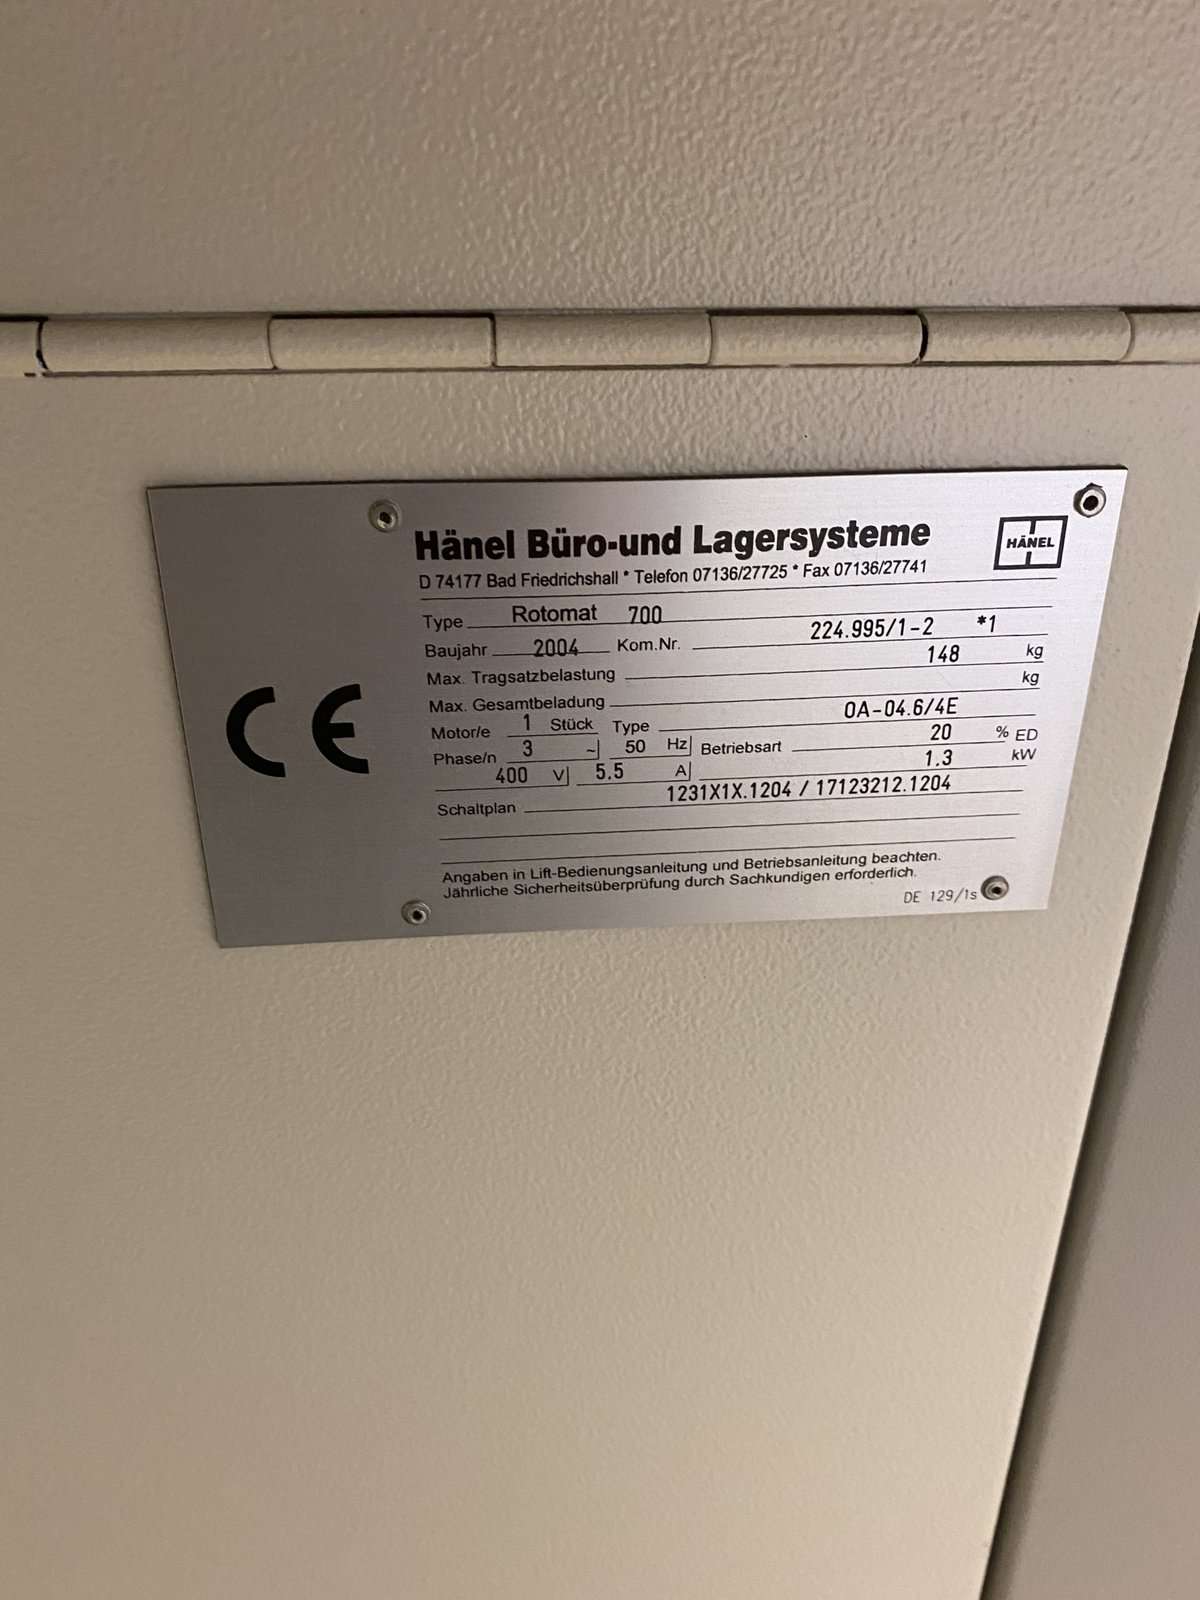 Hänel Büro-und Lagersysteme
HÄNEL
D 74177 Bad Friedrichshall * Telefon 07136/27725 * Fax 07136/27741
Type Rotomat 700
Baujahr 2004 Kom.Nr. 224.995/1-2 *1
Max. Tragsatzbelastung 148 kg
Max. Gesamtbeladung kg
Motor/e 1 Stück Type 0A-04.6/4E
Phase/n 3 ~ 50 Hz Betriebsart 20 % ED
400 V 5.5 A 1.3 kW
Schaltplan 1231X1X.1204 / 17123212.1204
Angaben in Lift-Bedienungsanleitung und Betriebsanleitung beachten.
Jährliche Sicherheitsüberprüfung durch Sachkundigen erforderlich.
DE 129/1s
CE